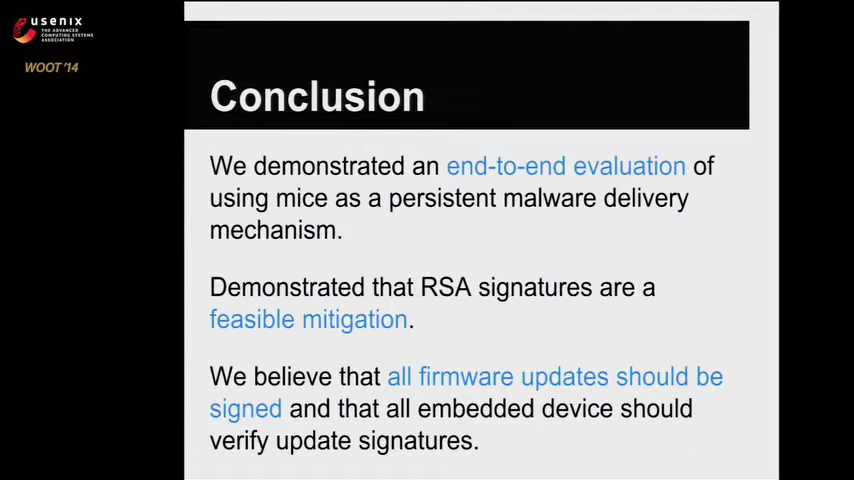 usenix
THE ADVANCED
COMPUTING SYSTEMS
ASSOCIATION
WOOT '14
Conclusion
We demonstrated an end-to-end evaluation of
using mice as a persistent malware delivery
mechanism.
Demonstrated that RSA signatures are a
feasible mitigation.
We believe that all firmware updates should be
signed and that all embedded device should
verify update signatures.